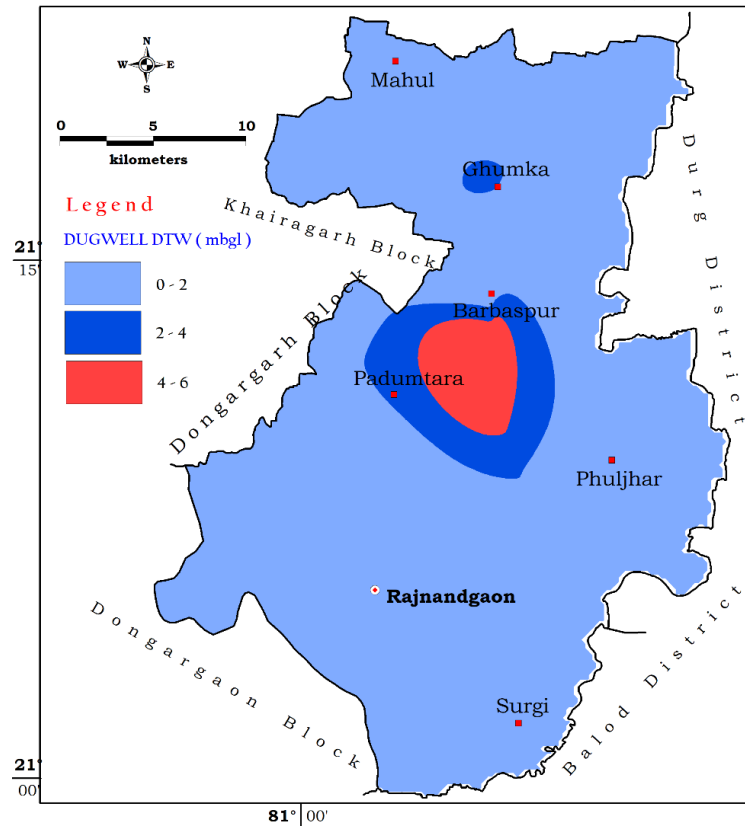 N
W E
S
Mahul
0 5 10
kilometers
Ghumka
Legend
Khairagarh Block
Durg District
DUGWELL DTW ( mbgl )
21°
15'
0 - 2
Barbaspur
2 - 4
Dongargarh Block
4 - 6
Padumtara
Phuljhar
Rajnandgaon
Dongargaon Block
Surgi
Balod District
21°
00'
81° 00'